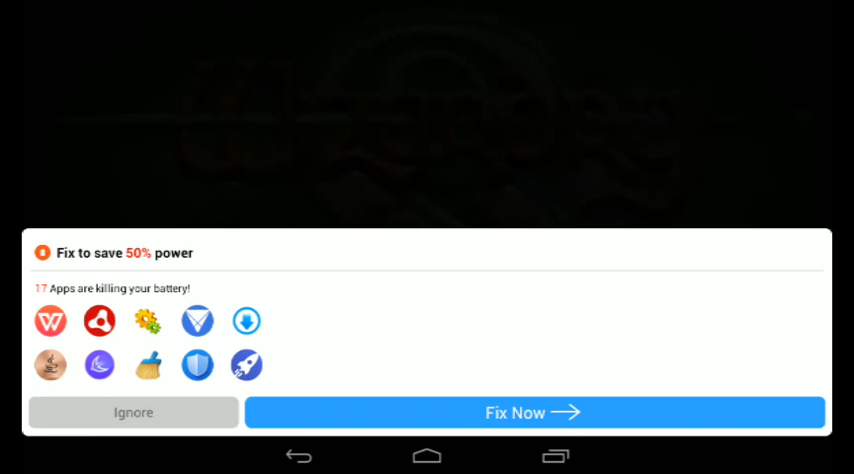 Fix to save 50% power
17 Apps are killing your battery!
Ignore
Fix Now